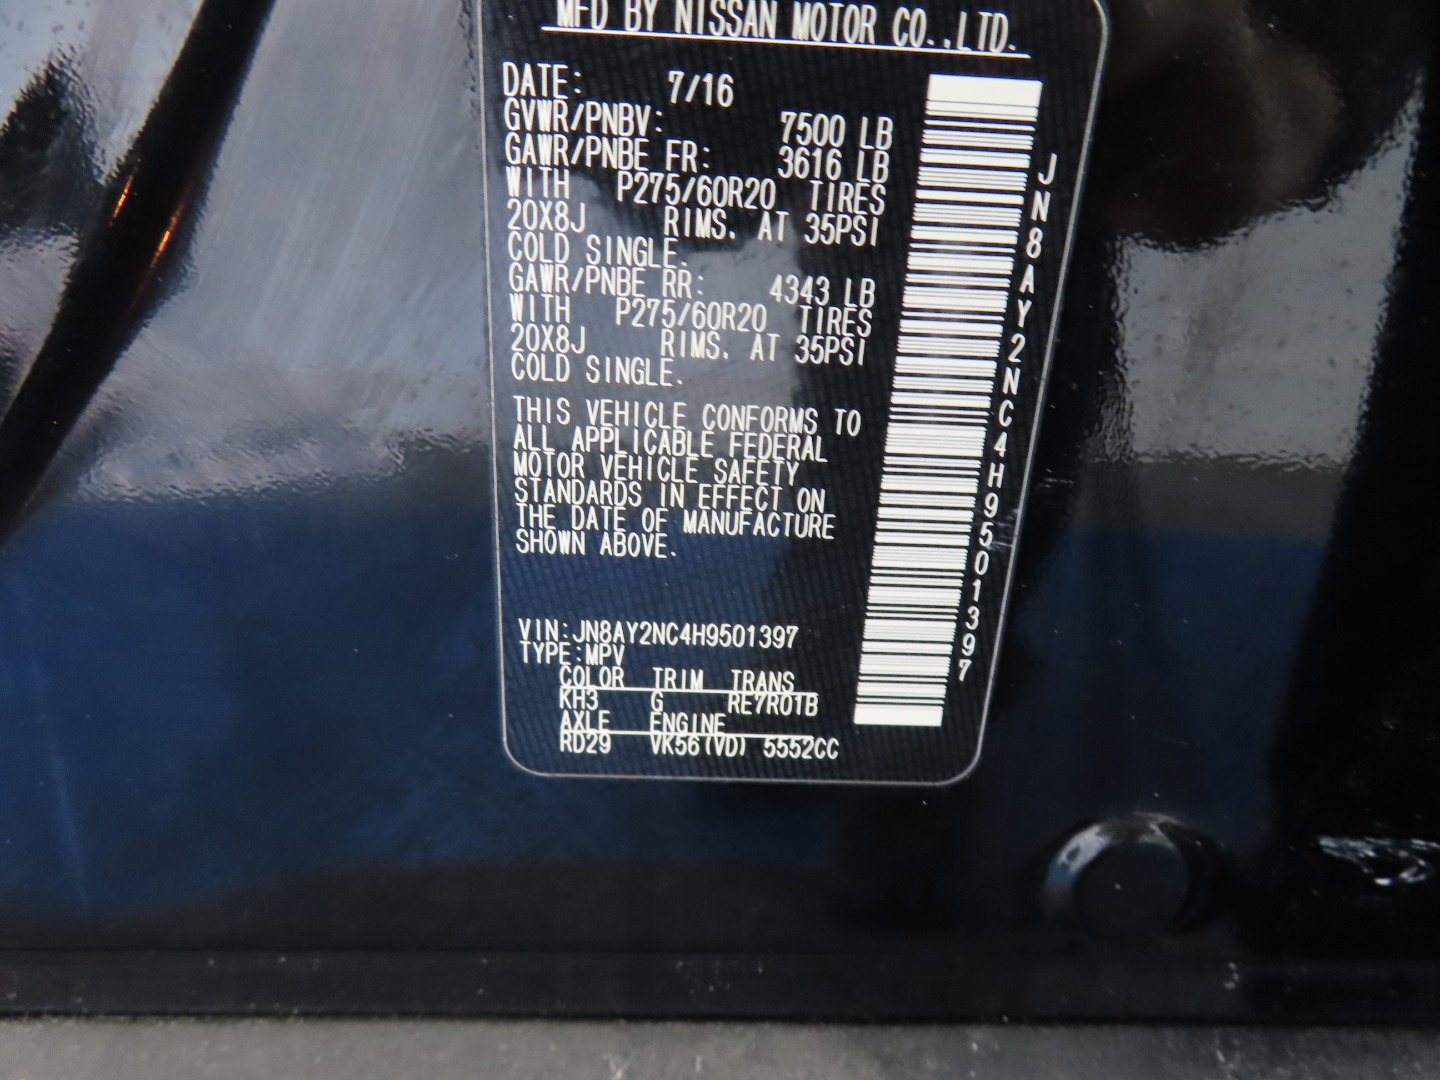 MFD BY NISSAN MOTOR CO.,LTD.
DATE: 7/16
GVWR/PNBV: 7500 LB
GAWR/PNBE FR: 3616 LB
WITH P275/60R20 TIRES
20X8J RIMS. AT 35PSI
COLD SINGLE.
GAWR/PNBE RR: 4343 LB
WITH P275/60R20 TIRES
20X8J RIMS. AT 35PSI
COLD SINGLE.
THIS VEHICLE CONFORMS TO
ALL APPLICABLE FEDERAL
MOTOR VEHICLE SAFETY
STANDARDS IN EFFECT ON
THE DATE OF MANUFACTURE
SHOWN ABOVE.
VIN:JN8AY2NC4H9501397
TYPE:MPV
COLOR TRIM TRANS
KH3 G RE7R01B
AXLE ENGINE
RD29 VK56(VD) 5552CC
JN8AY2NC4H9501397